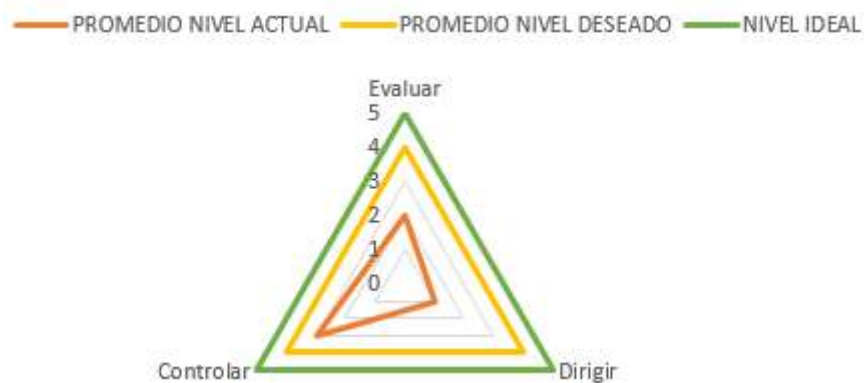 PROMEDIO NIVEL ACTUAL PROMEDIO NIVEL DESEADO NIVEL IDEAL
Evaluar
5
4
3
2
1
0
Controlar Dirigir